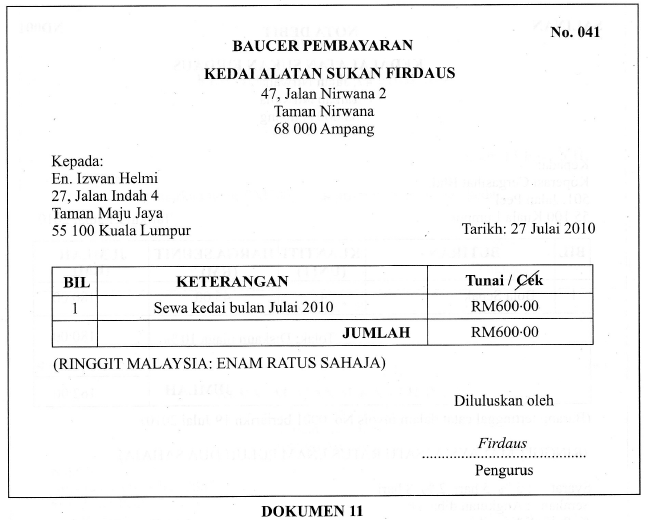 No. 041
BAUCER PEMBAYARAN
KEDAI ALATAN SUKAN FIRDAUS
47, Jalan Nirwana 2
Taman Nirwana
68 000 Ampang
Kepada:
En. Izwan Helmi
27, Jalan Indah 4
Taman Maju Jaya
55 100 Kuala Lumpur
Tarikh: 27 Julai 2010
BIL KETERANGAN Tunai / Cek
1 Sewa kedai bulan Julai 2010 RM600·00
JUMLAH RM600·00
(RINGGIT MALAYSIA: ENAM RATUS SAHAJA)
Diluluskan oleh
Firdaus
Pengurus
DOKUMEN 11